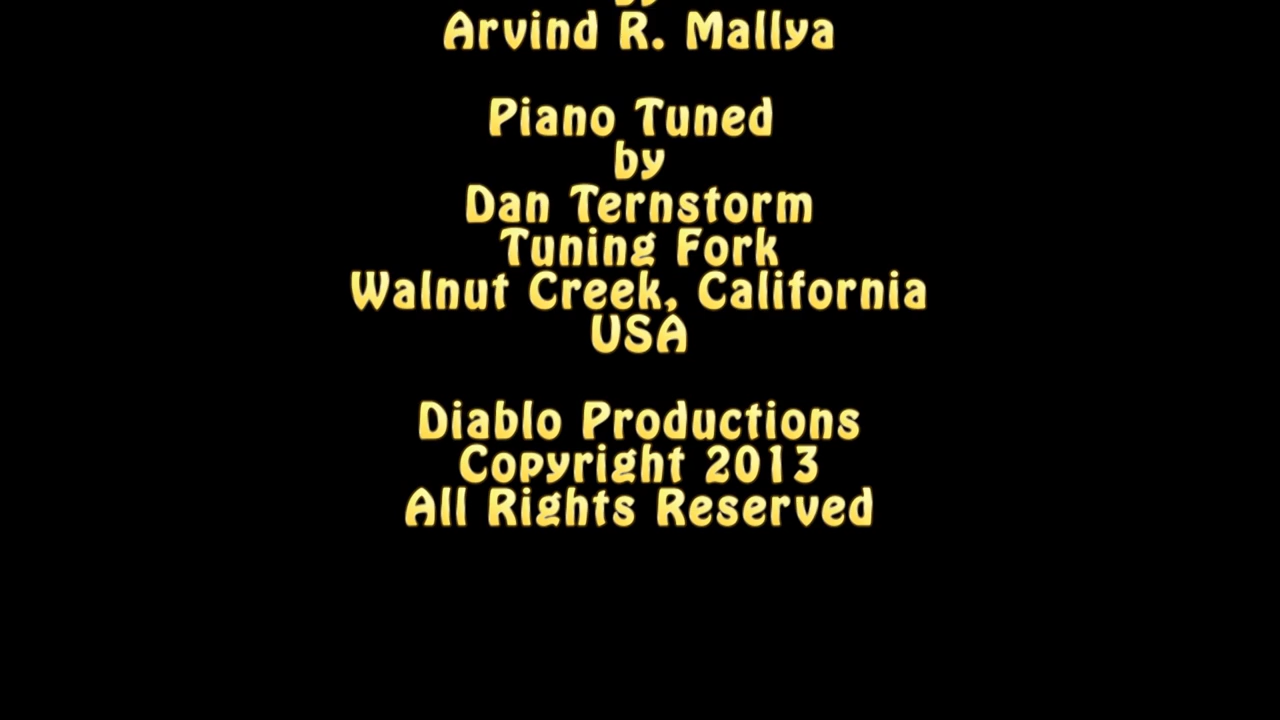 Arvind R. Mallya
Piano Tuned
by
Dan Ternstorm
Tuning Fork
Walnut Creek, California
USA
Diablo Productions
Copyright 2013
All Rights Reserved